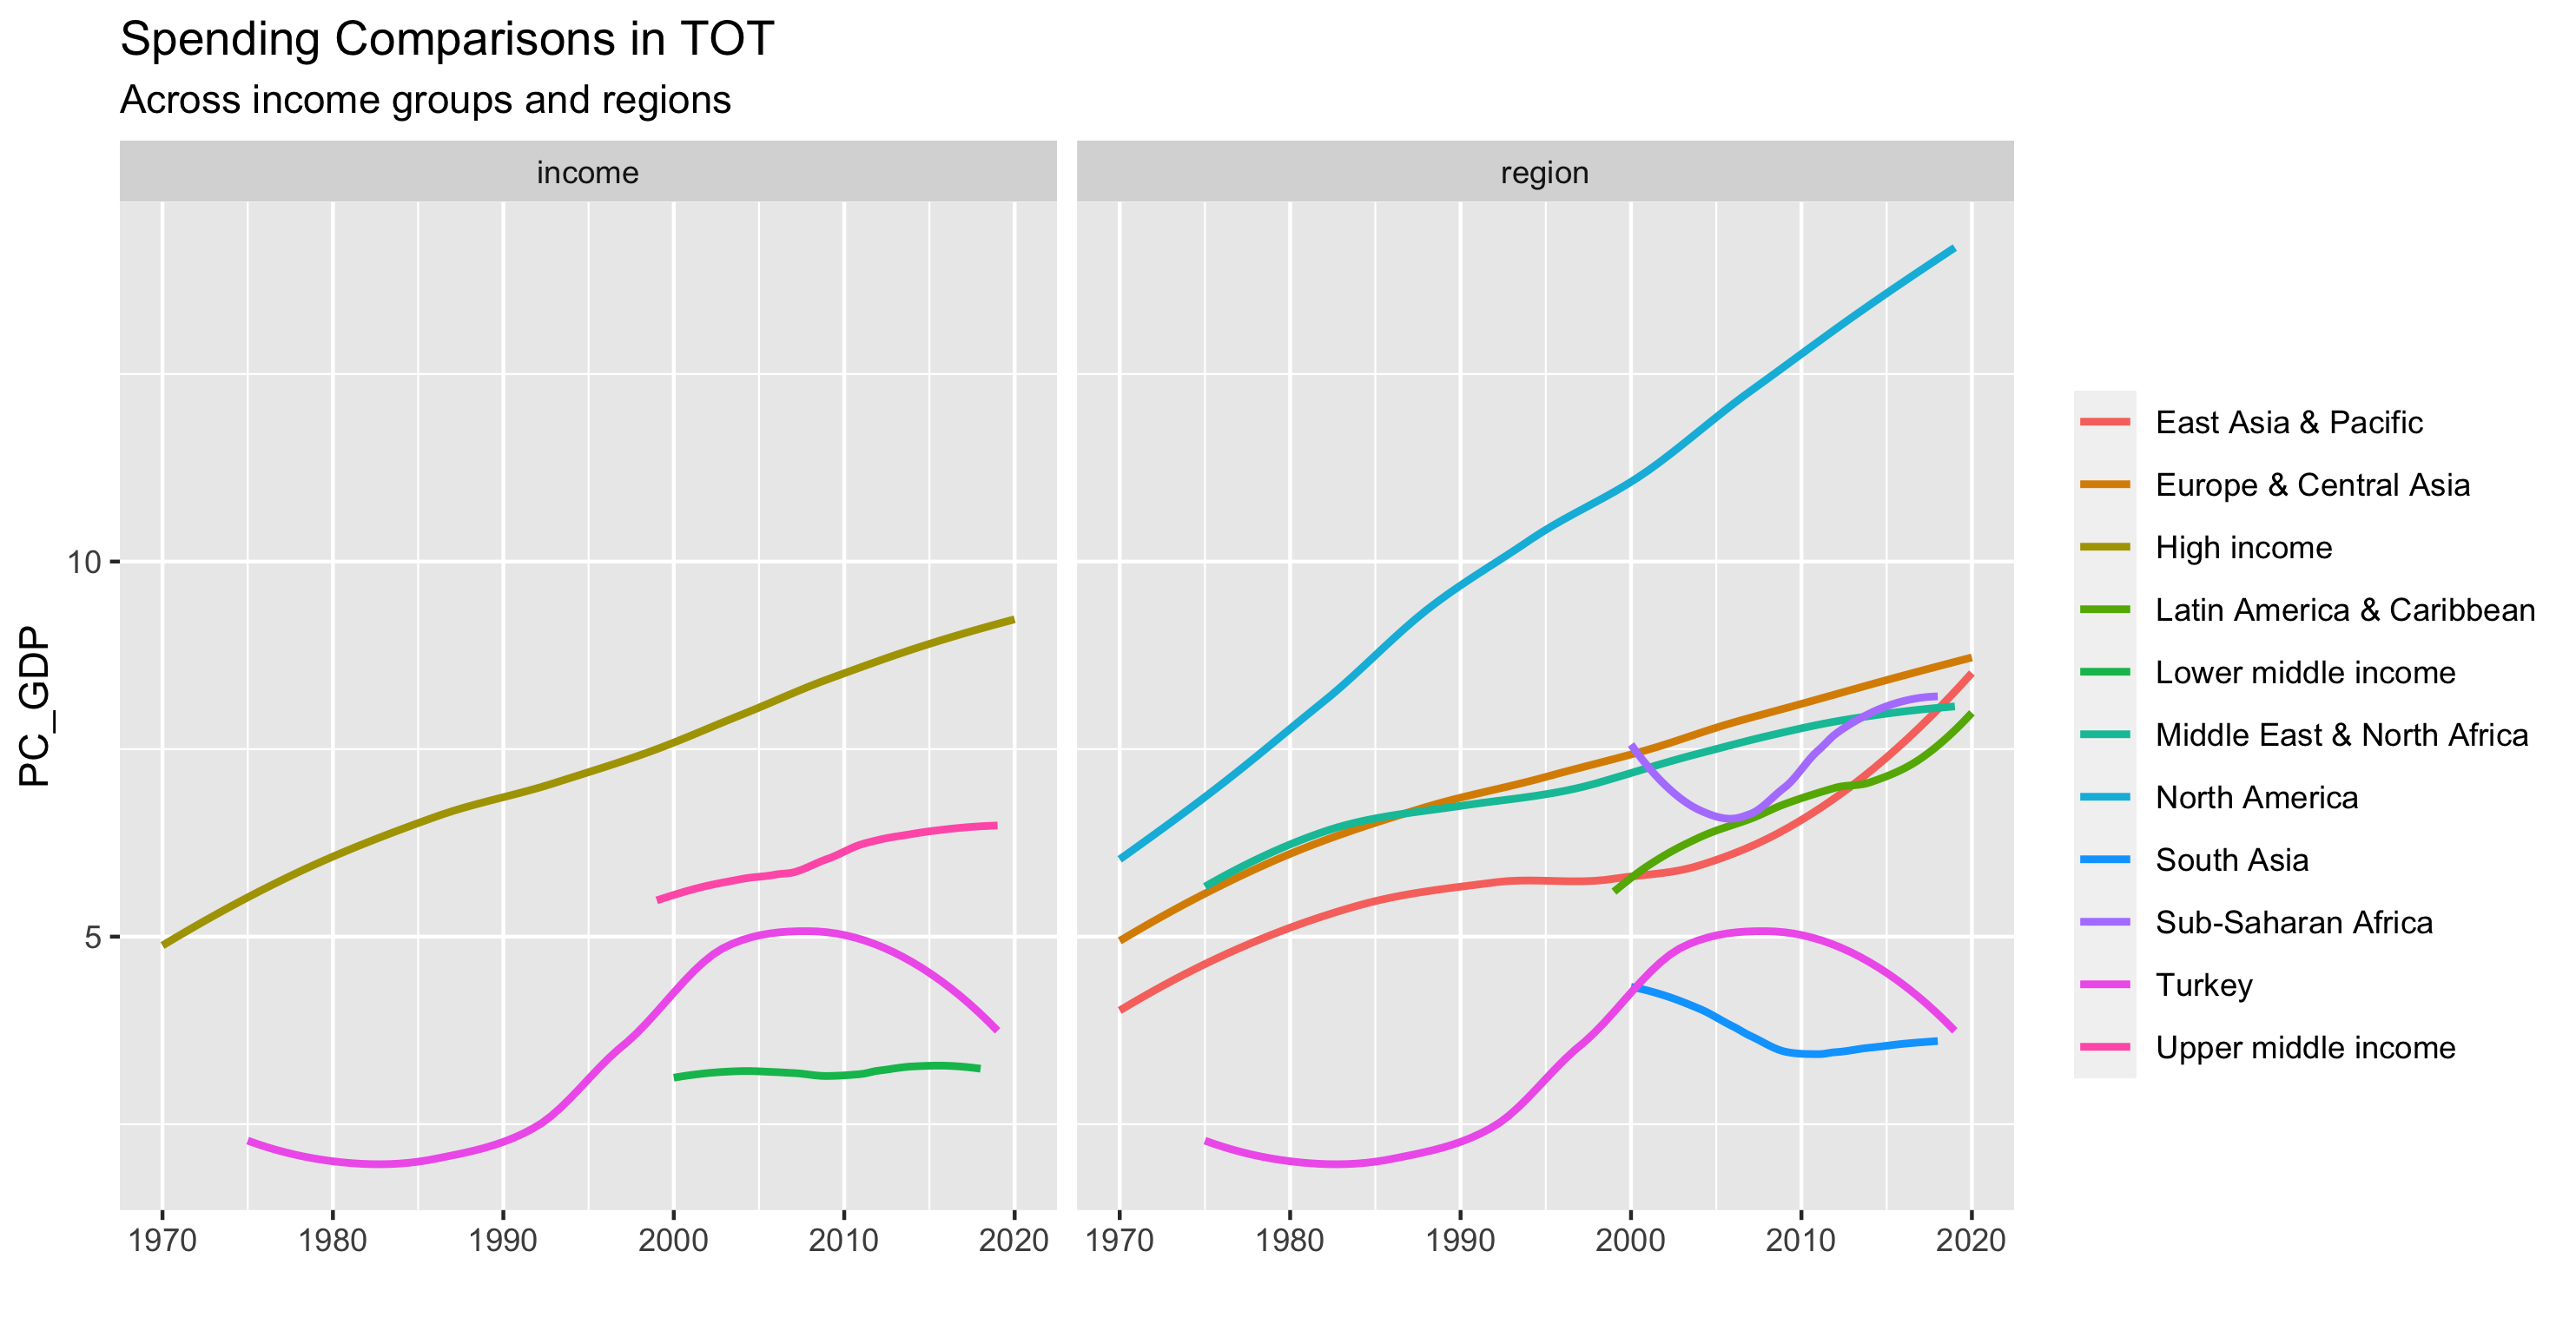 Spending Comparisons in TOT
Across income groups and regions
income
region
PC_GDP
10
5
1970 1980 1990 2000 2010 2020
1970 1980 1990 2000 2010 2020
East Asia & Pacific
Europe & Central Asia
High income
Latin America & Caribbean
Lower middle income
Middle East & North Africa
North America
South Asia
Sub-Saharan Africa
Turkey
Upper middle income